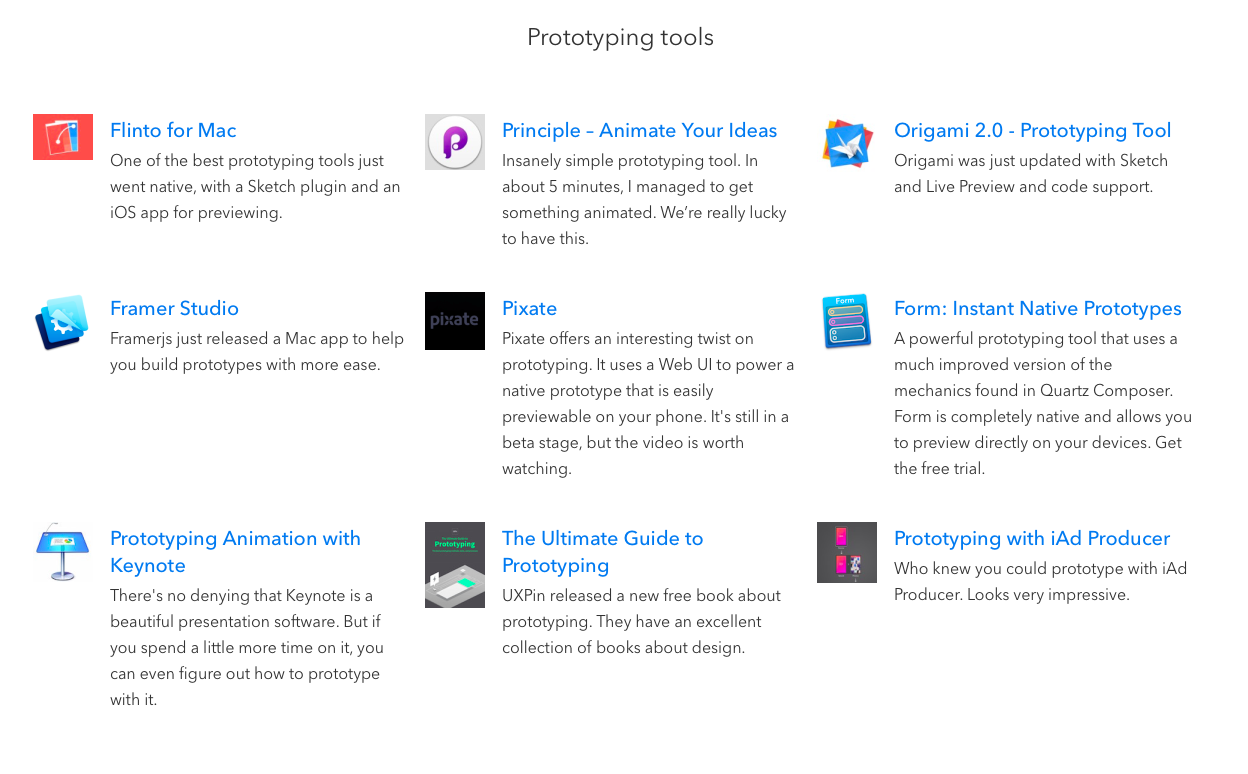 Prototyping tools
Flinto for Mac
One of the best prototyping tools just
went native, with a Sketch plugin and an
iOS app for previewing.
Principle – Animate Your Ideas
Insanely simple prototyping tool. In
about 5 minutes, I managed to get
something animated. We’re really lucky
to have this.
Origami 2.0 - Prototyping Tool
Origami was just updated with Sketch
and Live Preview and code support.
Framer Studio
Framerjs just released a Mac app to help
you build prototypes with more ease.
pixate
Pixate
Pixate offers an interesting twist on
prototyping. It uses a Web UI to power a
native prototype that is easily
previewable on your phone. It's still in a
beta stage, but the video is worth
watching.
Form
Form: Instant Native Prototypes
A powerful prototyping tool that uses a
much improved version of the
mechanics found in Quartz Composer.
Form is completely native and allows you
to preview directly on your devices. Get
the free trial.
Prototyping Animation with
Keynote
There's no denying that Keynote is a
beautiful presentation software. But if
you spend a little more time on it, you
can even figure out how to prototype
with it.
Prototyping
The Ultimate Guide to
Prototyping
UXPin released a new free book about
prototyping. They have an excellent
collection of books about design.
Prototyping with iAd Producer
Who knew you could prototype with iAd
Producer. Looks very impressive.